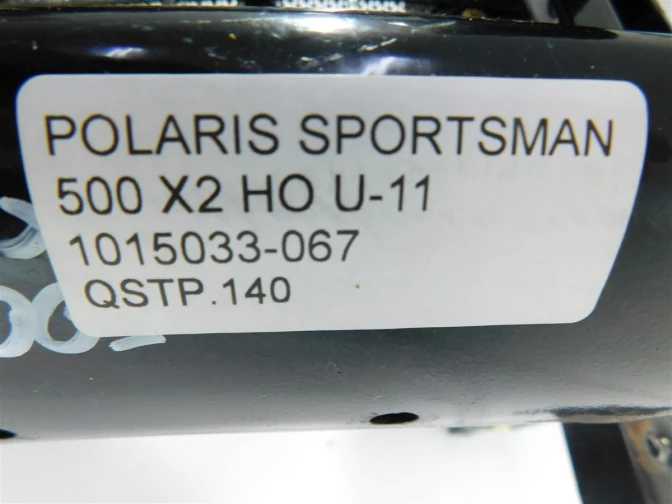 POLARIS SPORTSMAN
500 X2 HO U-11
1015033-067
QSTP.140